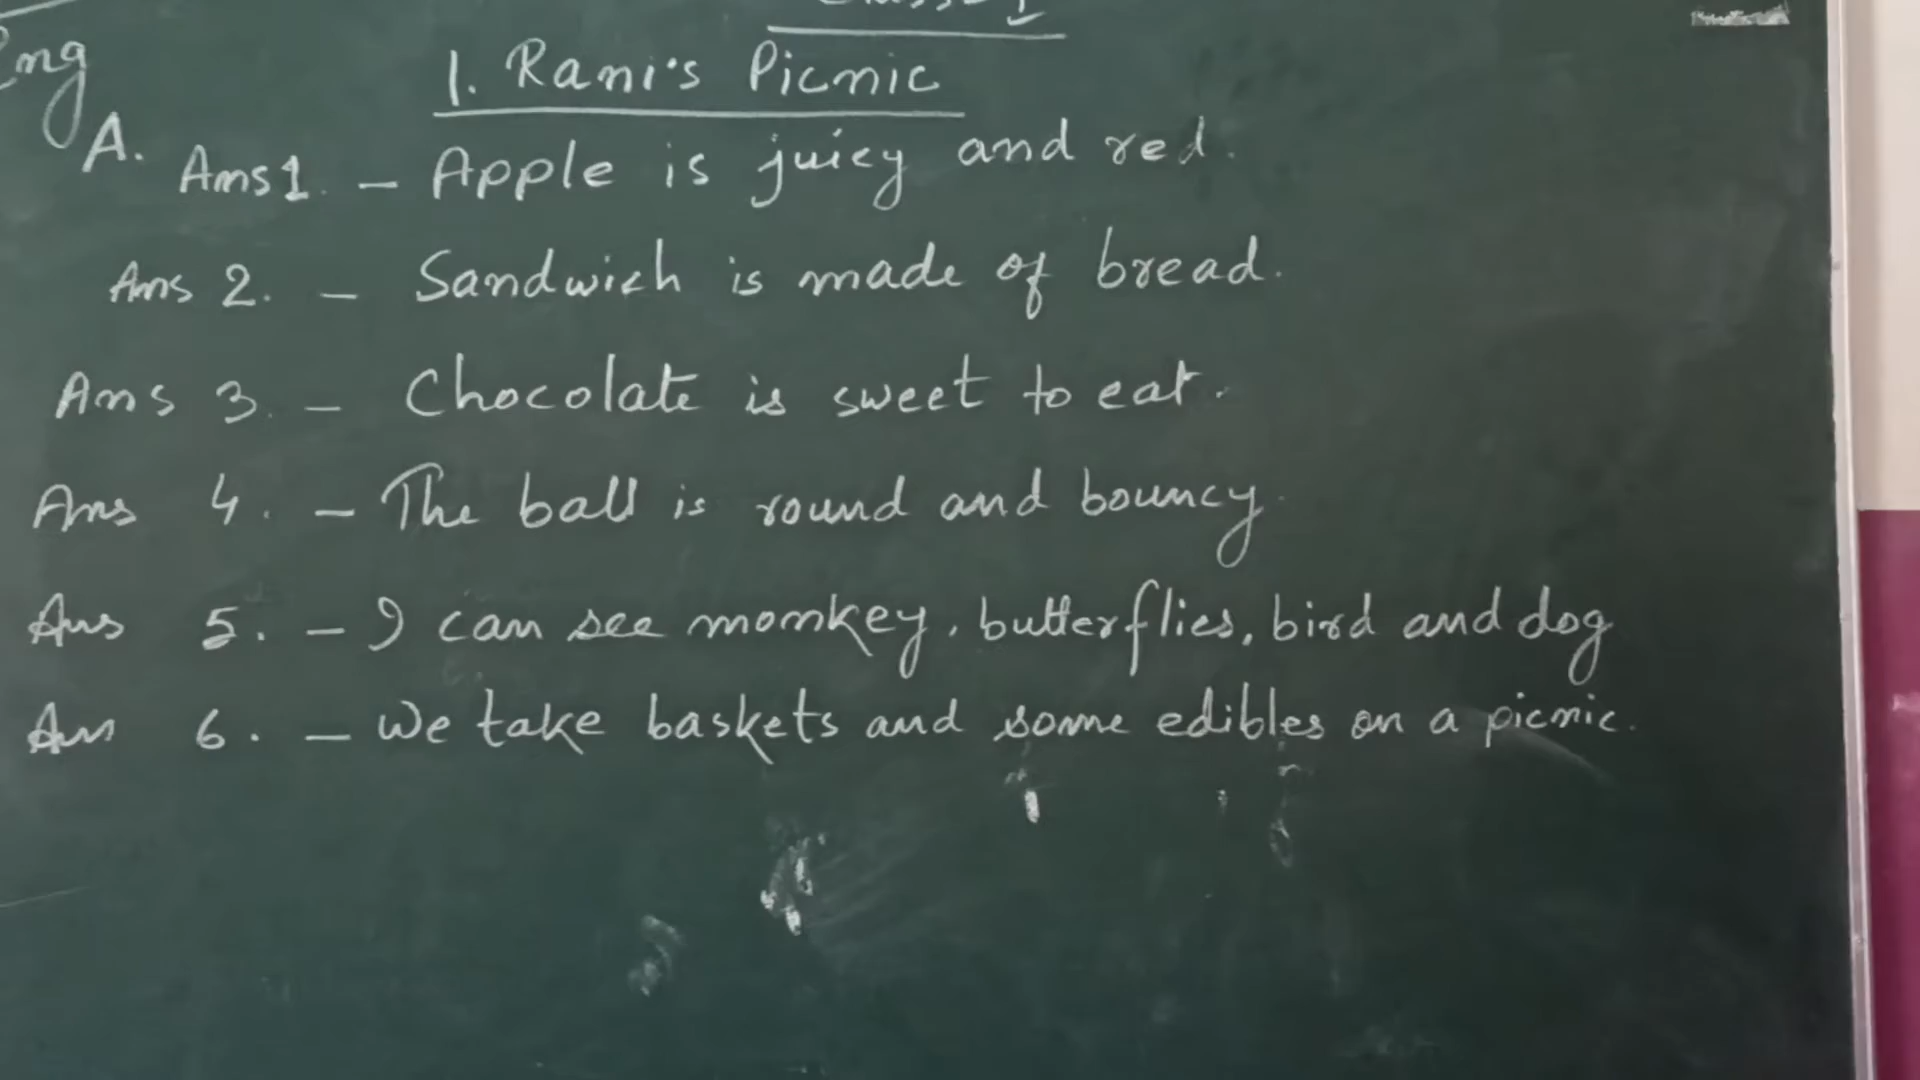 Class-I
Eng
1. Rani's Picnic
A. Ans1. - Apple is juicy and red.
Ans 2. - Sandwich is made of bread.
Ans 3. - Chocolate is sweet to eat.
Ans 4. - The ball is round and bouncy.
Ans 5. - I can see monkey, butterflies, bird and dog
Ans 6. - We take baskets and some edibles on a picnic.